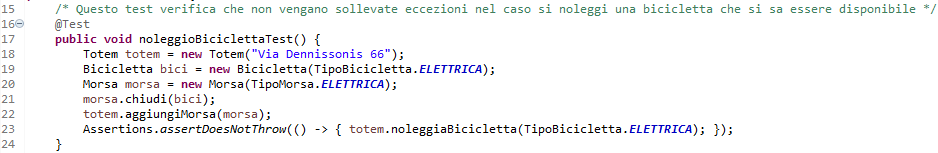 15 /* Questo test verifica che non vengano sollevate eccezioni nel caso si noleggi una bicicletta che si sa essere disponibile */
16 @Test
17 public void noleggioBiciclettaTest() {
18 Totem totem = new Totem("Via Dennissonis 66");
19 Bicicletta bici = new Bicicletta(TipoBicicletta.ELETTRICA);
20 Morsa morsa = new Morsa(TipoMorsa.ELETTRICA);
21 morsa.chiudi(bici);
22 totem.aggiungiMorsa(morsa);
23 Assertions.assertDoesNotThrow(() -> { totem.noleggiaBicicletta(TipoBicicletta.ELETTRICA); });
24 }